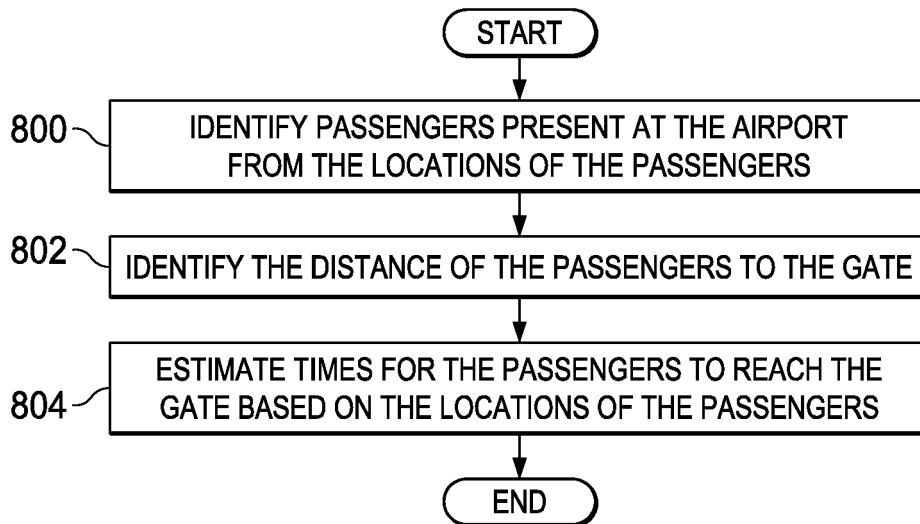 START
800
IDENTIFY PASSENGERS PRESENT AT THE AIRPORT
FROM THE LOCATIONS OF THE PASSENGERS
802
IDENTIFY THE DISTANCE OF THE PASSENGERS TO THE GATE
804
ESTIMATE TIMES FOR THE PASSENGERS TO REACH THE
GATE BASED ON THE LOCATIONS OF THE PASSENGERS
END